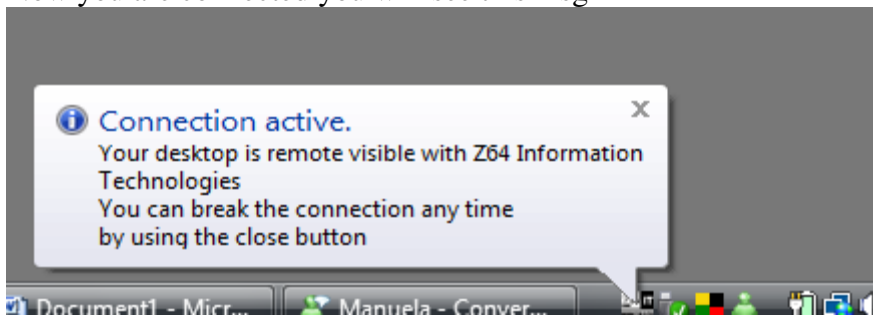 Connection active.
Your desktop is remote visible with Z64 Information
Technologies
You can break the connection any time
by using the close button
Document1 - Micr...
Manuela - Conver...